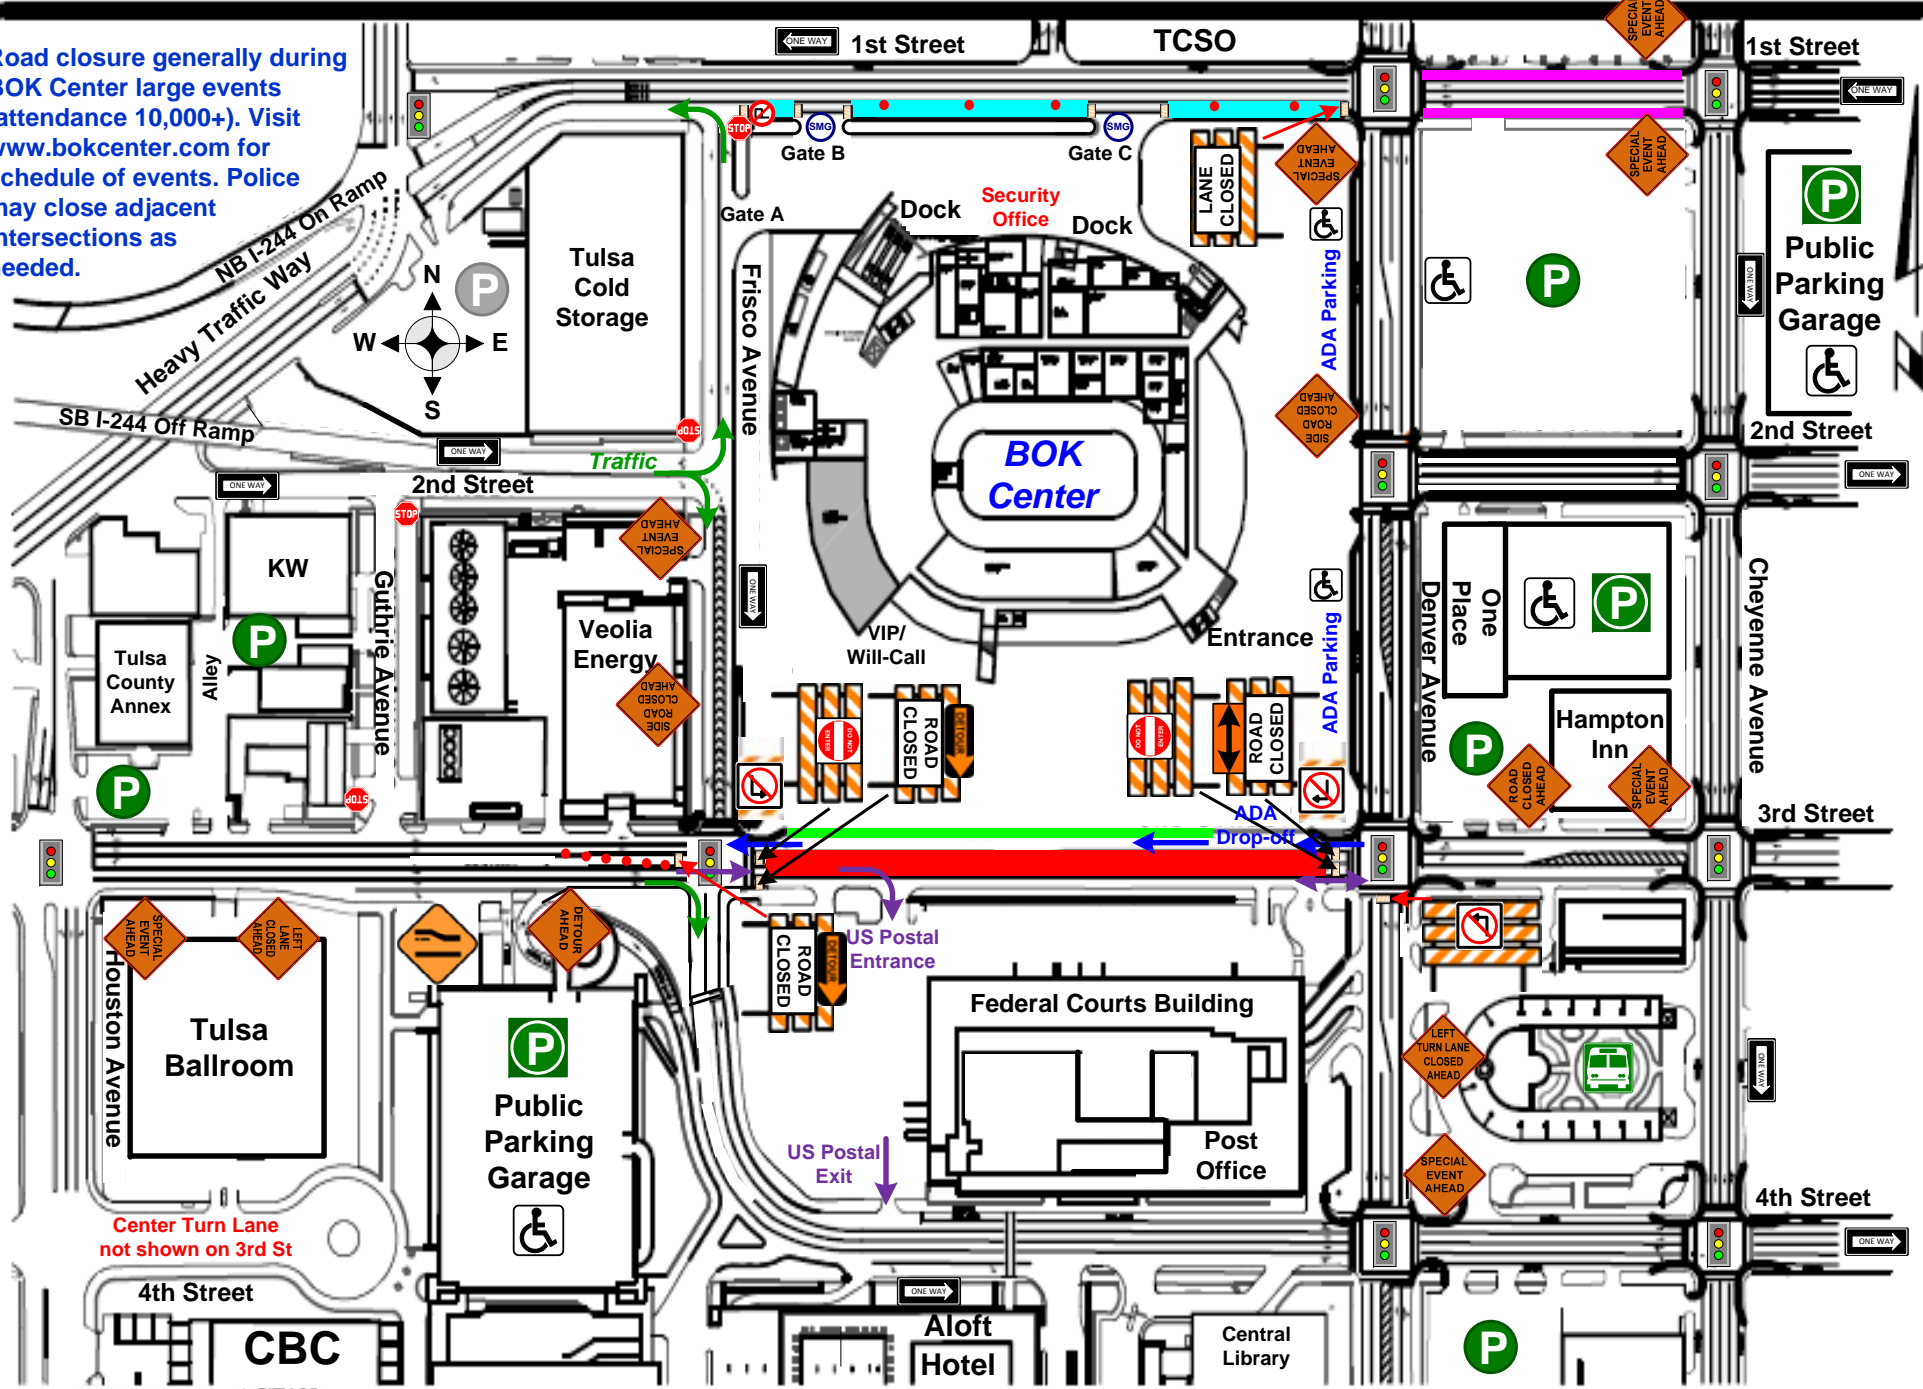 ONE WAY
1st Street
TCSO
SPECIAL
EVENT
AHEAD
1st Street
oad closure generally during
BOK Center large events
attendance 10,000+). Visit
www.bokcenter.com for
chedule of events. Police
may close adjacent
ntersections as
needed.
ONE WAY
STOP
SMG
Gate B
SMG
Gate C
LANE
CLOSED
SPECIAL
EVENT
AHEAD
SPECIAL
EVENT
AHEAD
NB I-244 On Ramp
Heavy Traffic Way
Gate A
Dock
Security
Office
Dock
P
Public
Parking
Garage
ONE WAY
N
W
E
S
P
Tulsa
Cold
Storage
Frisco Avenue
ADA Parking
P
SB I-244 Off Ramp
STOP
ONE WAY
Traffic
2nd Street
ONE WAY
BOK
Center
SIDE
ROAD
CLOSED
AHEAD
2nd Street
ONE WAY
STOP
SPECIAL
EVENT
AHEAD
KW
Guthrie Avenue
P
Alley
Tulsa
County
Annex
Veolia
Energy
ONE WAY
VIP/
Will-Call
Entrance
ADA Parking
Denver Avenue
One
Place
P
Cheyenne Avenue
SIDE
ROAD
CLOSED
AHEAD
DO NOT
ENTER
ROAD
CLOSED
DETOUR
DO NOT
ENTER
ROAD
CLOSED
P
Hampton
Inn
ROAD
CLOSED
AHEAD
SPECIAL
EVENT
AHEAD
P
STOP
3rd Street
ADA
Drop-off
SPECIAL
EVENT
AHEAD
LEFT
LANE
CLOSED
AHEAD
DETOUR
AHEAD
ROAD
CLOSED
DETOUR
US Postal
Entrance
Houston Avenue
Tulsa
Ballroom
P
Public
Parking
Garage
Federal Courts Building
LEFT
TURN LANE
CLOSED
AHEAD
ONE WAY
US Postal
Exit
Post
Office
SPECIAL
EVENT
AHEAD
4th Street
Center Turn Lane
not shown on 3rd St
ONE WAY
4th Street
CBC
ONE WAY
Aloft
Hotel
Central
Library
P